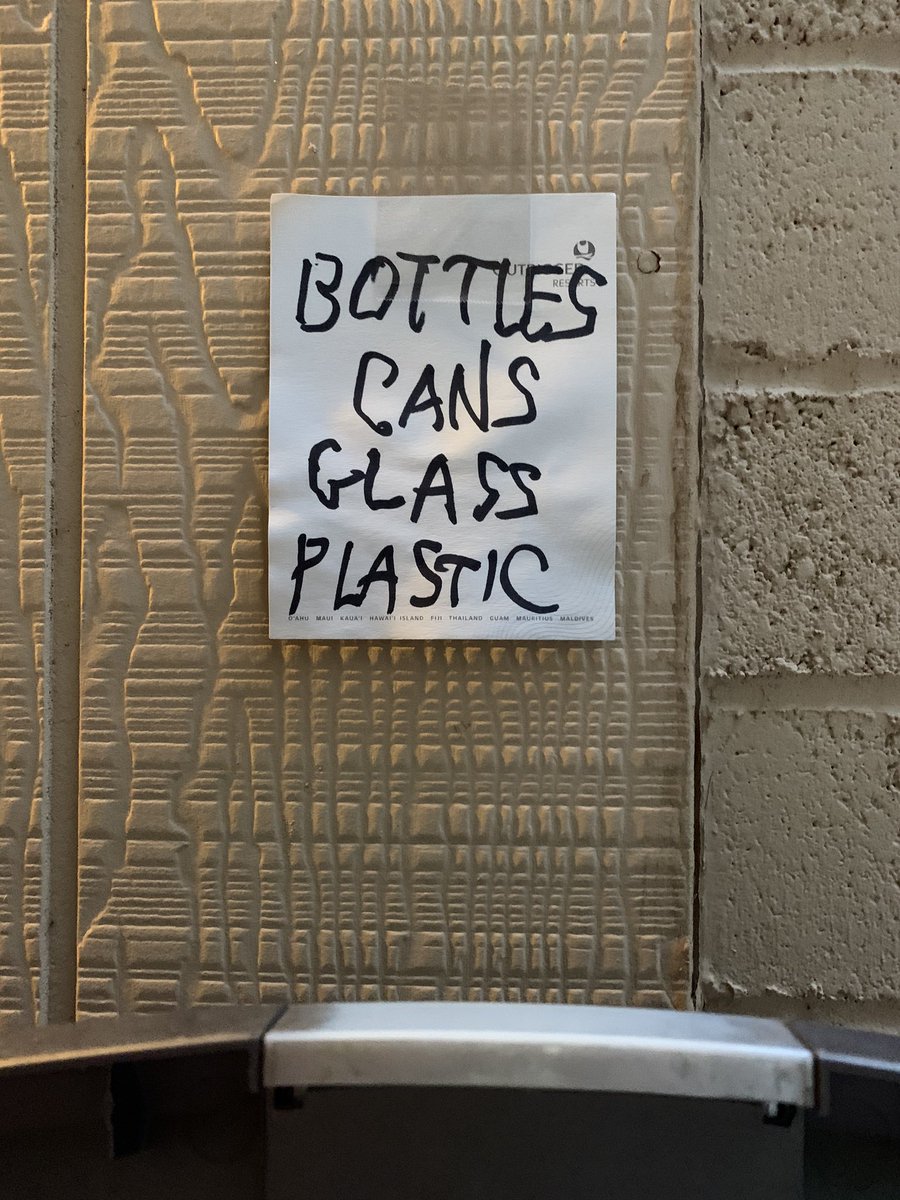 OUTRIGGER
RESORTS
BOTTLES
CANS
GLASS
PLASTIC
O'AHU MAUI KAUA'I HAWAI'I ISLAND FIJI THAILAND GUAM MAURITIUS MALDIVES